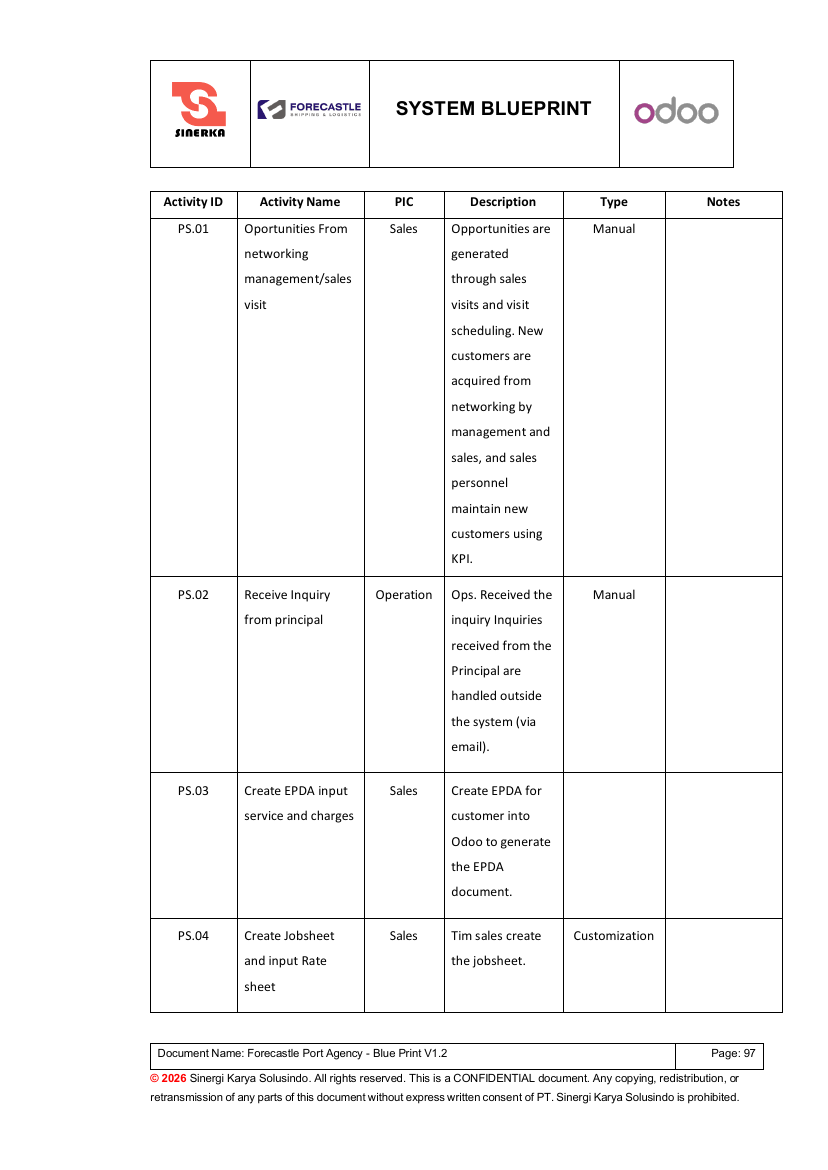 SINERKA
FORECASTLE
SHIPPING & LOGISTICS
SYSTEM BLUEPRINT
odoo
Activity ID
Activity Name
PIC
Description
Type
Notes
PS.01
Oportunities From
networking
management/sales
visit
Sales
Opportunities are
generated
through sales
visits and visit
scheduling. New
customers are
acquired from
networking by
management and
sales, and sales
personnel
maintain new
customers using
KPI.
Manual
PS.02
Receive Inquiry
from principal
Operation
Ops. Received the
inquiry Inquiries
received from the
Principal are
handled outside
the system (via
email).
Manual
PS.03
Create EPDA input
service and charges
Sales
Create EPDA for
customer into
Odoo to generate
the EPDA
document.
PS.04
Create Jobsheet
and input Rate
sheet
Sales
Tim sales create
the jobsheet.
Customization
Document Name: Forecastle Port Agency - Blue Print V1.2
Page: 97
© 2026 Sinergi Karya Solusindo. All rights reserved. This is a CONFIDENTIAL document. Any copying, redistribution, or
retransmission of any parts of this document without express written consent of PT. Sinergi Karya Solusindo is prohibited.